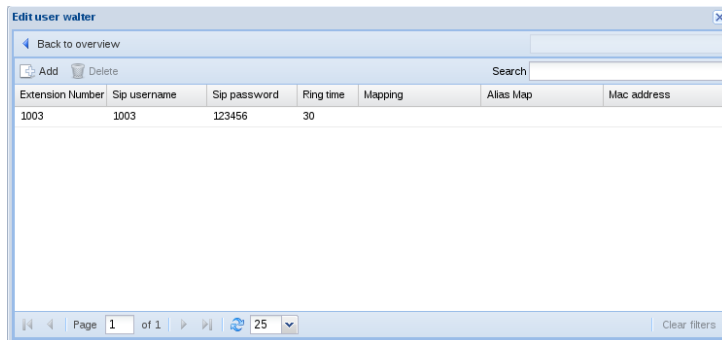 Edit user walter
Back to overview
Add Delete Search
Extension Number Sip username Sip password Ring time Mapping Alias Map Mac address
1003 1003 123456 30
Page 1 of 1 25 Clear filters